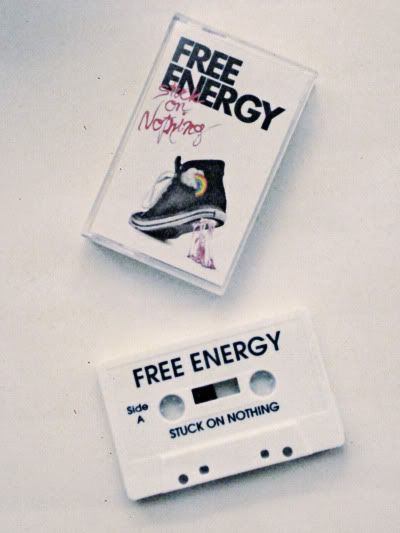 FREE
ENERGY
Stuck
on
Nothing
FREE ENERGY
Side
A
STUCK ON NOTHING